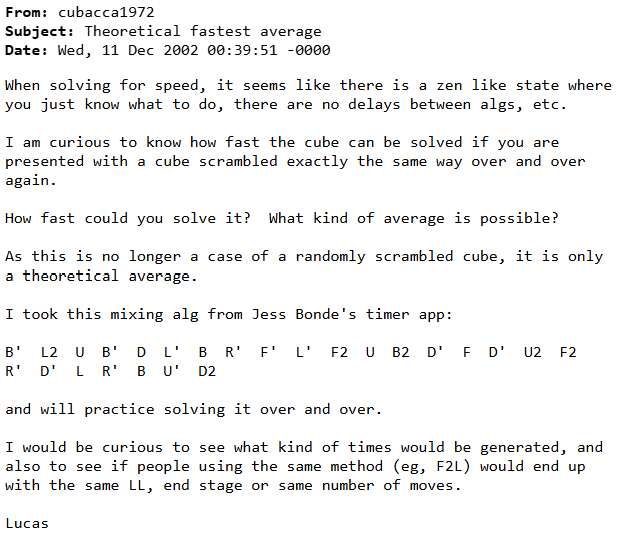 From: cubacca1972
Subject: Theoretical fastest average
Date: Wed, 11 Dec 2002 00:39:51 -0000
When solving for speed, it seems like there is a zen like state where
you just know what to do, there are no delays between algs, etc.
I am curious to know how fast the cube can be solved if you are
presented with a cube scrambled exactly the same way over and over
again.
How fast could you solve it?  What kind of average is possible?
As this is no longer a case of a randomly scrambled cube, it is only
a theoretical average.
I took this mixing alg from Jess Bonde's timer app:
B'  L2  U  B'  D  L'  B  R'  F'  L'  F2  U  B2  D'  F  D'  U2  F2
R'  D'  L  R'  B  U'  D2
and will practice solving it over and over.
I would be curious to see what kind of times would be generated, and
also to see if people using the same method (eg, F2L) would end up
with the same LL, end stage or same number of moves.
Lucas